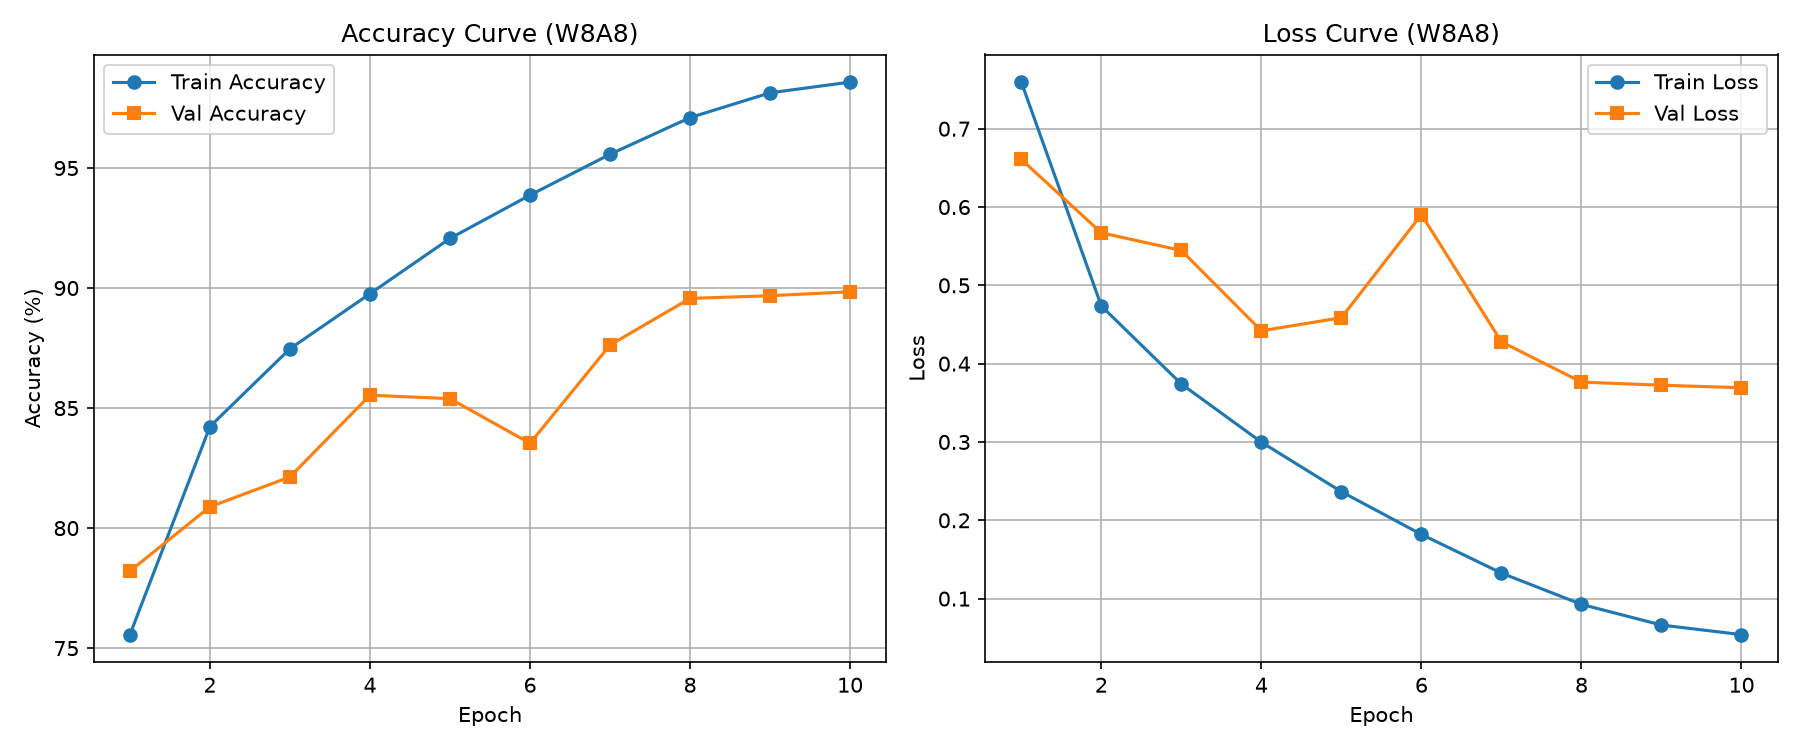 Accuracy Curve (W8A8)
Train Accuracy
Val Accuracy
Accuracy (%)
95
90
85
80
75
2 4 6 8 10
Epoch
Loss Curve (W8A8)
Train Loss
Val Loss
Loss
0.7
0.6
0.5
0.4
0.3
0.2
0.1
2 4 6 8 10
Epoch